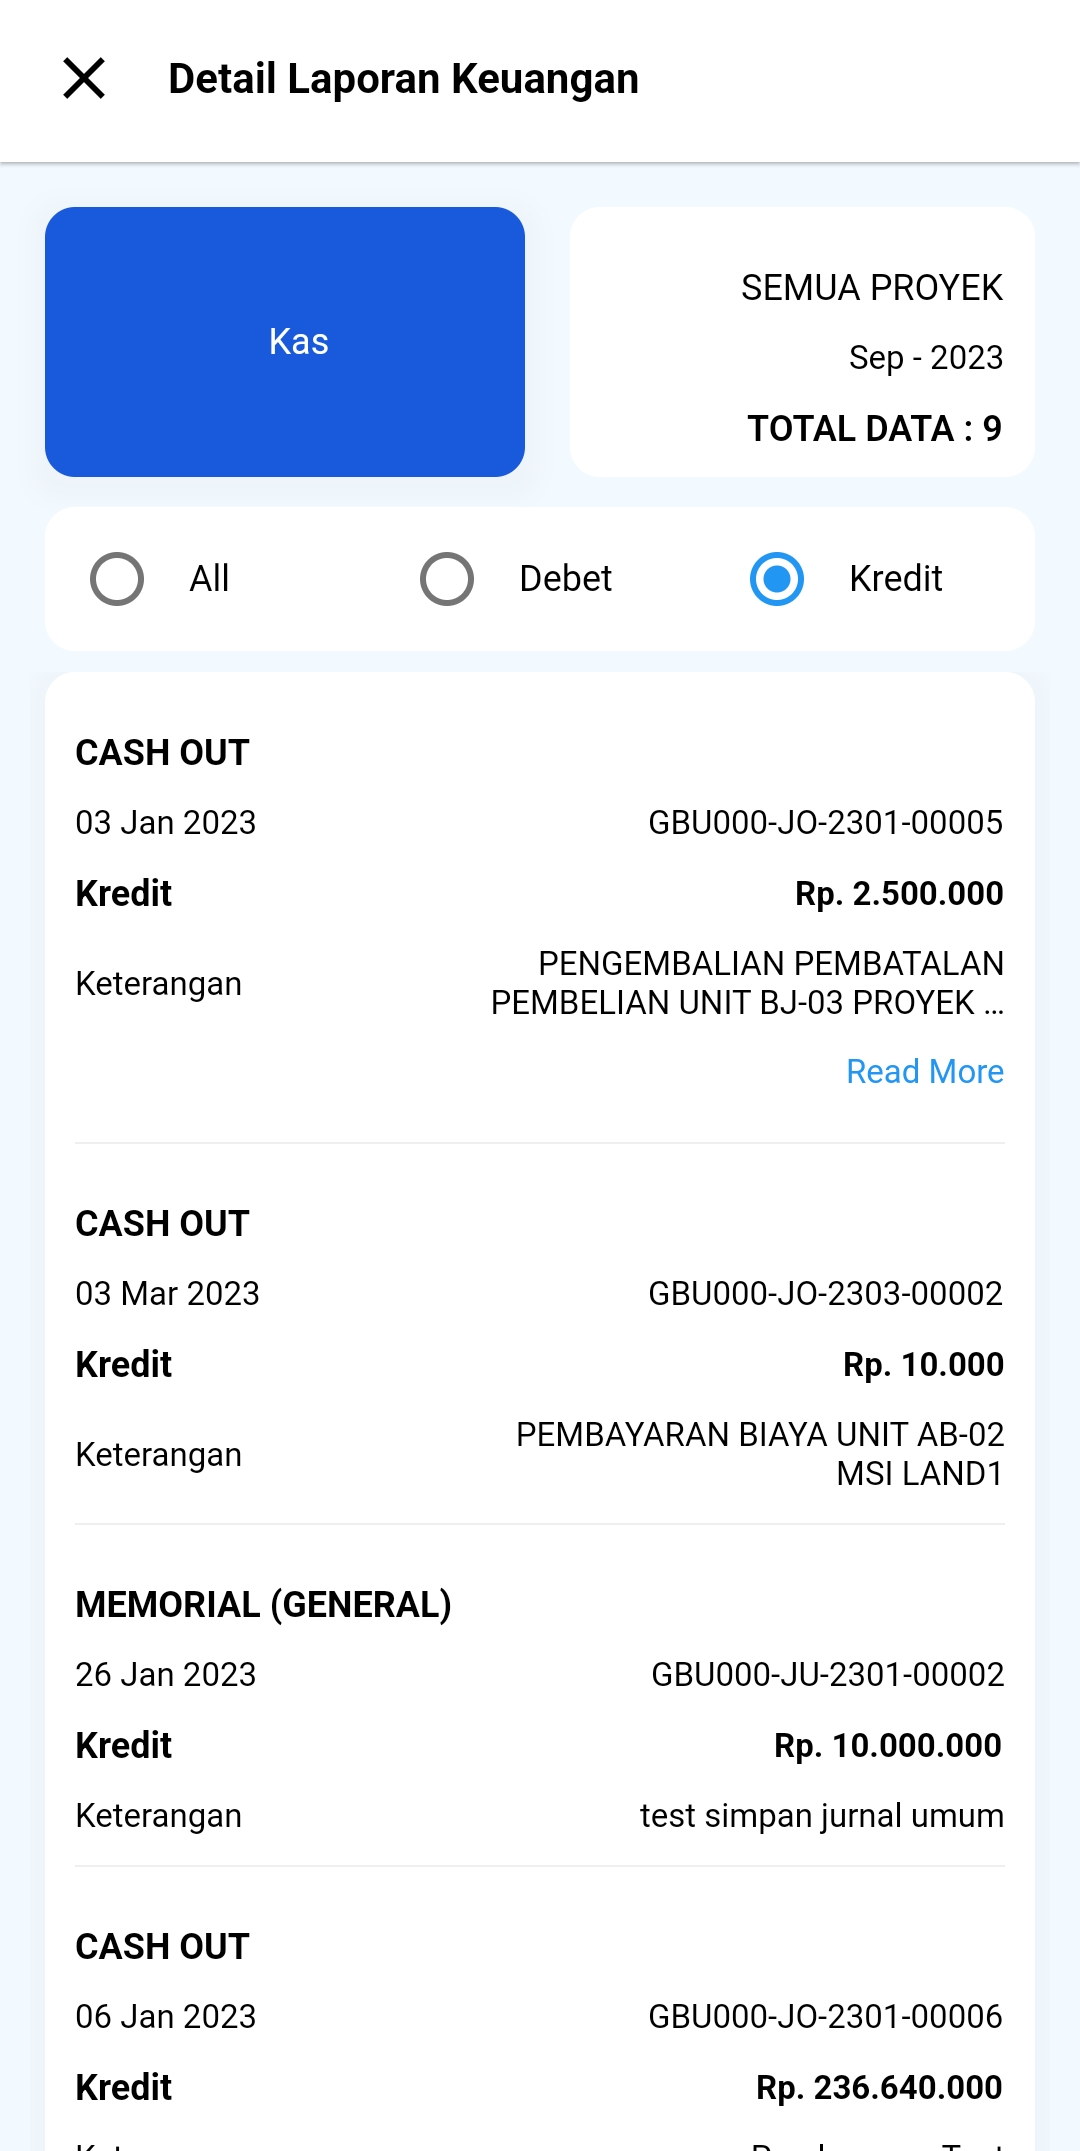 Detail Laporan Keuangan
Kas
SEMUA PROYEK
Sep - 2023
TOTAL DATA : 9
All
Debet
Kredit
CASH OUT
03 Jan 2023 GBU000-JO-2301-00005
Kredit Rp. 2.500.000
Keterangan PENGEMBALIAN PEMBATALAN
PEMBELIAN UNIT BJ-03 PROYEK ...
Read More
CASH OUT
03 Mar 2023 GBU000-JO-2303-00002
Kredit Rp. 10.000
Keterangan PEMBAYARAN BIAYA UNIT AB-02
MSI LAND1
MEMORIAL (GENERAL)
26 Jan 2023 GBU000-JU-2301-00002
Kredit Rp. 10.000.000
Keterangan test simpan jurnal umum
CASH OUT
06 Jan 2023 GBU000-JO-2301-00006
Kredit Rp. 236.640.000